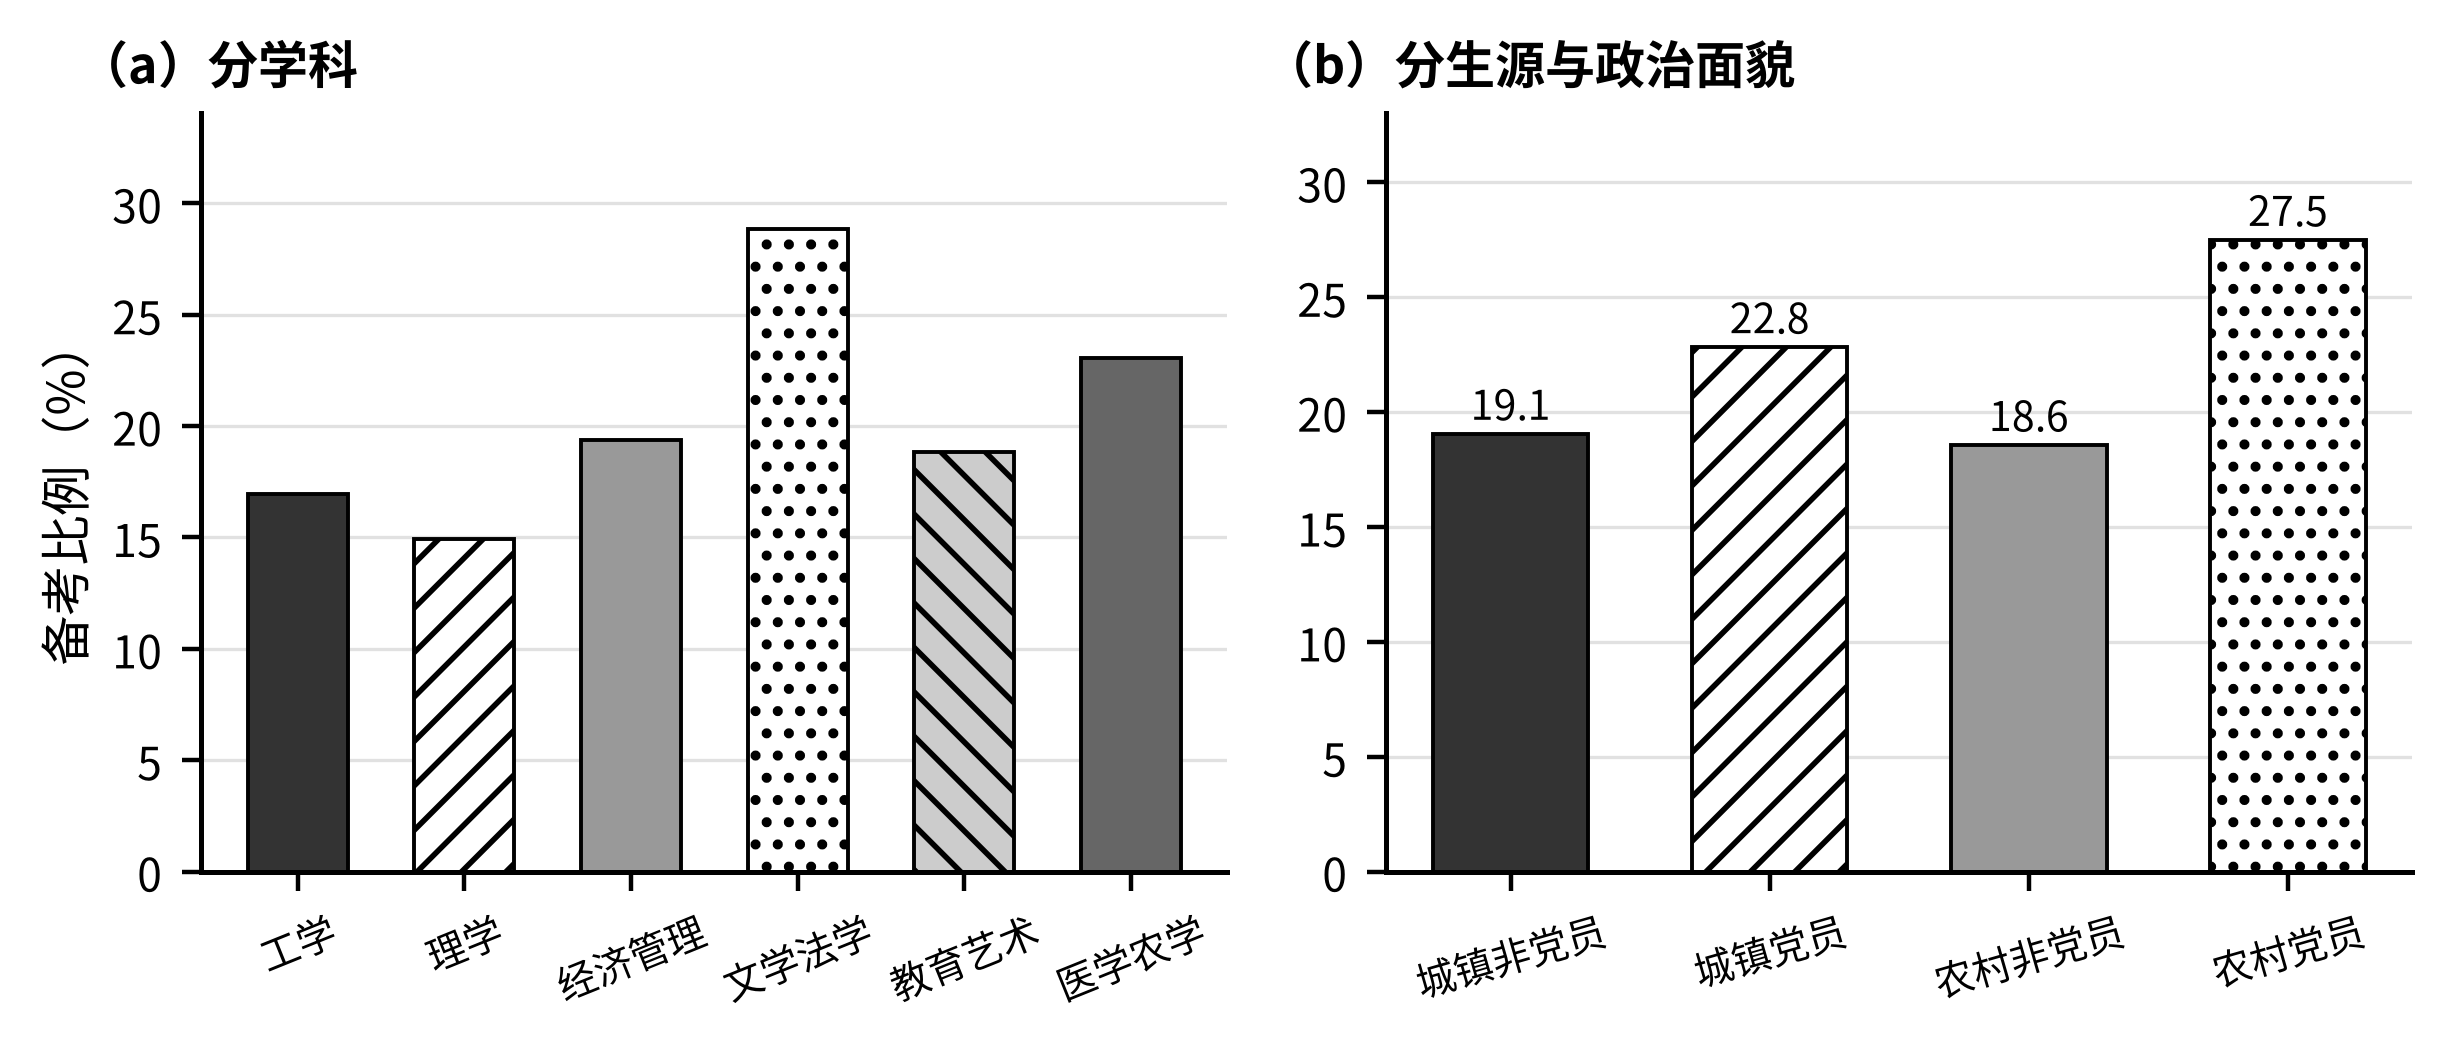 (a) 分学科
备考比例 (%)
30
25
20
15
10
5
0
工学
理学
经济管理
文学法学
教育艺术
医学农学
(b) 分生源与政治面貌
30
25
20
15
10
5
0
19.1
22.8
18.6
27.5
城镇非党员
城镇党员
农村非党员
农村党员